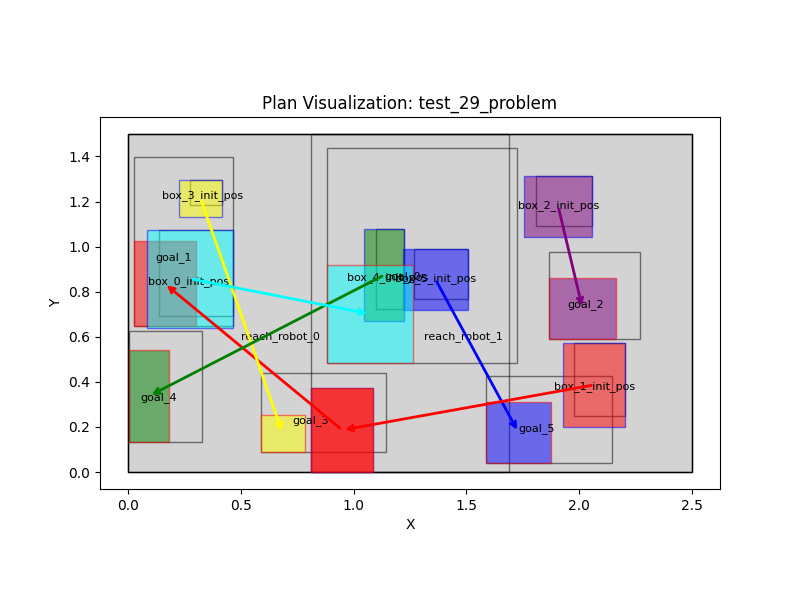 Plan Visualization: test_29_problem
Y
1.4
1.2
1.0
0.8
0.6
0.4
0.2
0.0
box_3_init_pos
box_2_init_pos
goal_1
box_0_init_pos
box_4_init_pos
box_5_init_pos
goal_2
reach_robot_0
reach_robot_1
goal_4
box_1_init_pos
goal_3
goal_5
0.0
0.5
1.0
1.5
2.0
2.5
X